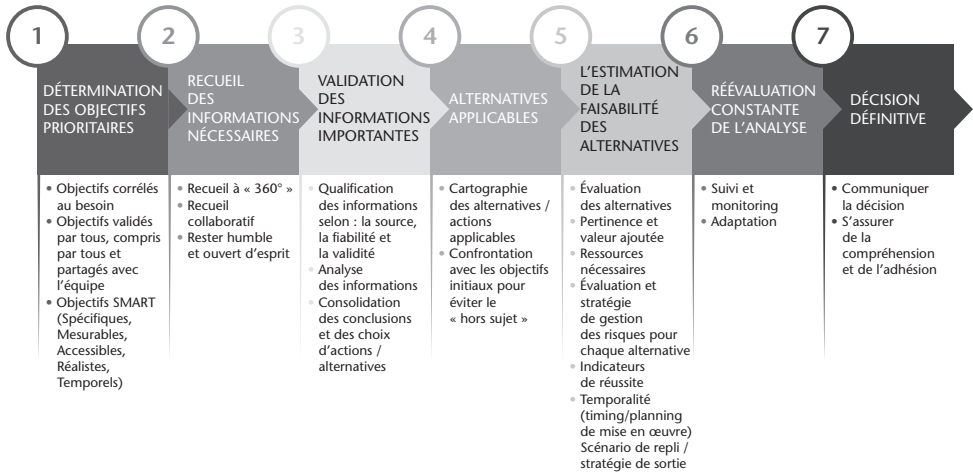 1
2
3
4
5
6
7
DÉTERMINATION
DES OBJECTIFS
PRIORITAIRES
RECUEIL
DES
INFORMATIONS
NÉCESSAIRES
VALIDATION
DES
INFORMATIONS
IMPORTANTES
ALTERNATIVES
APPLICABLES
L’ESTIMATION
DE LA
FAISABILITÉ
DES
ALTERNATIVES
RÉÉVALUATION
CONSTANTE
DE L’ANALYSE
DÉCISION
DÉFINITIVE
• Objectifs corrélés
au besoin
• Objectifs validés
par tous, compris
par tous et
partagés avec
l’équipe
• Objectifs SMART
(Spécifiques,
Mesurables,
Accessibles,
Réalistes,
Temporels)
• Recueil à « 360° »
• Recueil
collaboratif
• Rester humble
et ouvert d’esprit
• Qualification
des informations
selon : la source,
la fiabilité et
la validité
• Analyse
des informations
• Consolidation
des conclusions
et des choix
d’actions /
alternatives
• Cartographie
des alternatives /
actions
applicables
• Confrontation
avec les objectifs
initiaux pour
éviter le
« hors sujet »
• Évaluation
des alternatives
• Pertinence et
valeur ajoutée
• Ressources
nécessaires
• Évaluation et
stratégie
de gestion
des risques pour
chaque alternative
• Indicateurs
de réussite
• Temporalité
(timing/planning
de mise en œuvre)
Scénario de repli /
stratégie de sortie
• Suivi et
monitoring
• Adaptation
• Communiquer
la décision
• S’assurer
de la
compréhension
et de l’adhésion